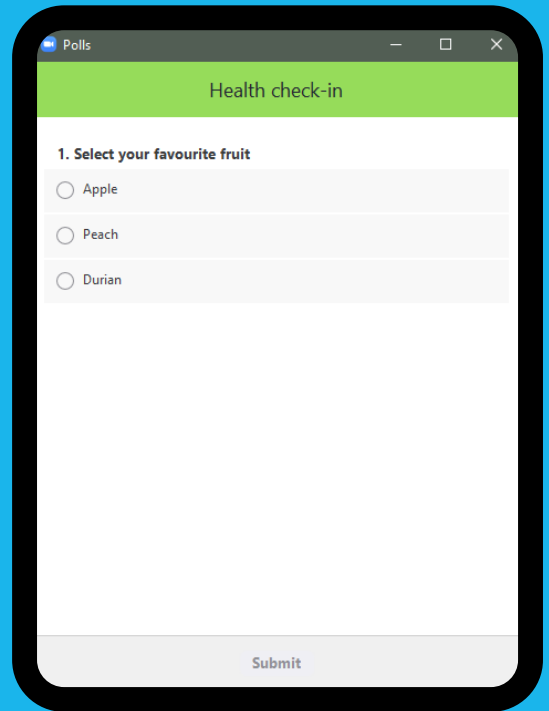 Polls
Health check-in
1. Select your favourite fruit
Apple
Peach
Durian
Submit